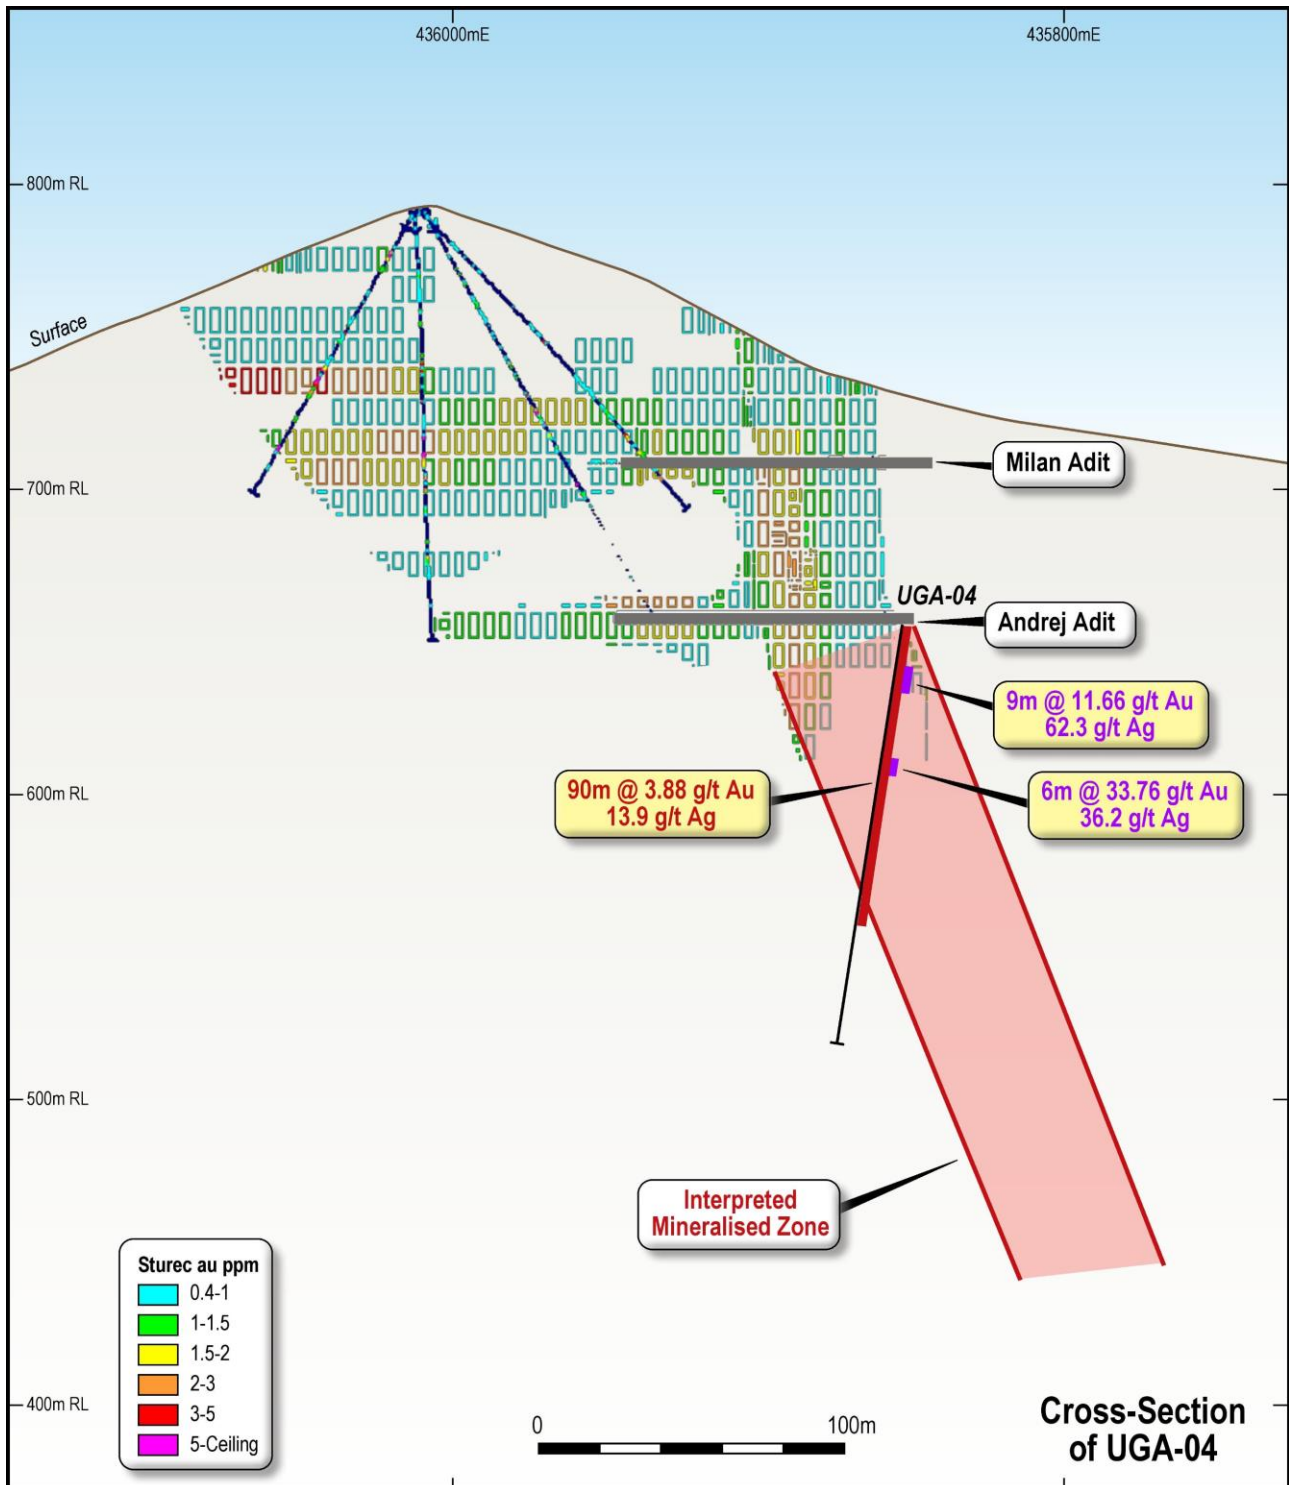 436000mE
435800mE
800m RL
Surface
Milan Adit
700m RL
UGA-04
Andrej Adit
9m @ 11.66 g/t Au
62.3 g/t Ag
600m RL
90m @ 3.88 g/t Au
13.9 g/t Ag
6m @ 33.76 g/t Au
36.2 g/t Ag
500m RL
Interpreted
Mineralised Zone
Sturec au ppm
0.4-1
1-1.5
1.5-2
2-3
3-5
5-Ceiling
400m RL
0
100m
Cross-Section
of UGA-04